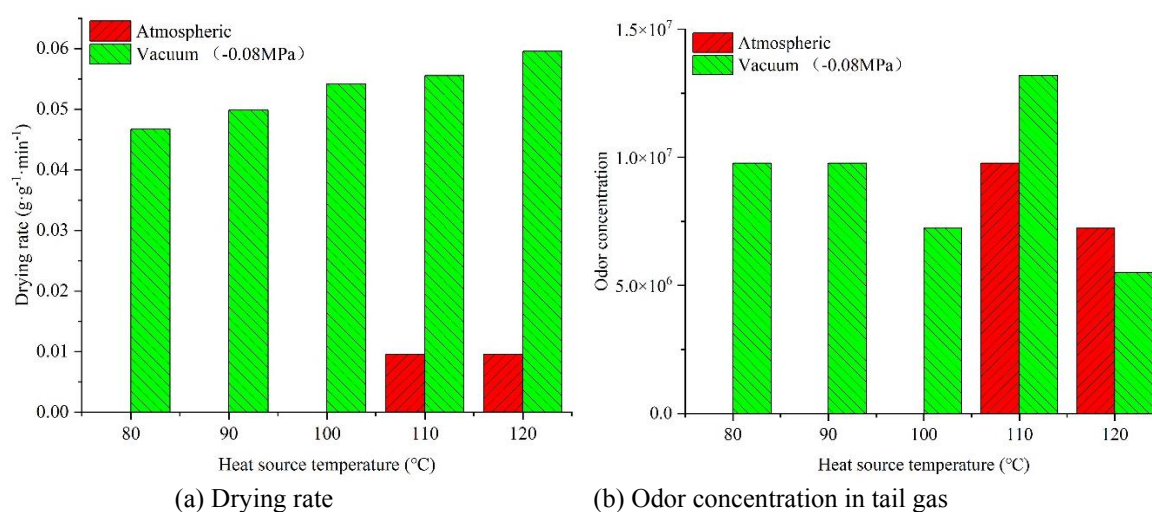 Atmospheric
Vacuum （-0.08MPa）
0.06
0.05
0.04
0.03
0.02
0.01
0.00
Drying rate (g·g⁻¹·min⁻¹)
80 90 100 110 120
Heat source temperature (°C)
(a) Drying rate
Atmospheric
Vacuum （-0.08MPa）
1.5×10⁷
1.0×10⁷
5.0×10⁶
0.0
Odor concentration
80 90 100 110 120
Heat source temperature (°C)
(b) Odor concentration in tail gas